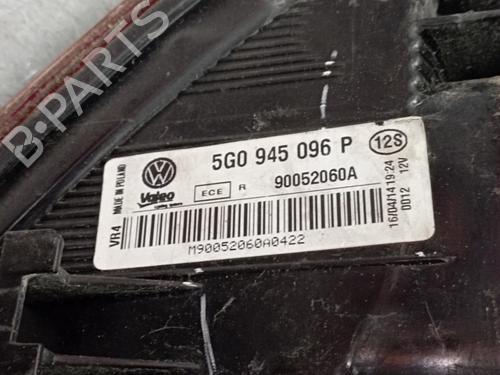 B-PARTS
MADE IN POLAND
VR4
Valeo
5G0 945 096 P
12S
ECE R 90052060A
M90052060A0422
16/04/14 19:24
0012 12V